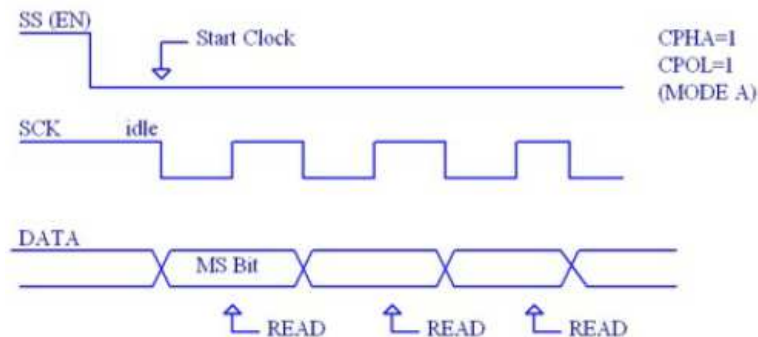 SS (EN)
Start Clock
CPHA=1
CPOL=1
(MODE A)
SCK idle
DATA
MS Bit
READ READ READ